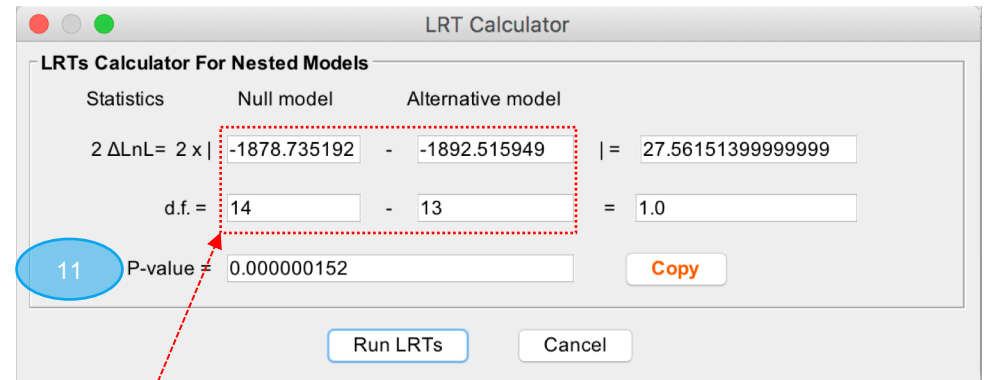 LRT Calculator
LRTs Calculator For Nested Models
Statistics Null model Alternative model
2 ΔLnL= 2 x | -1878.735192 - -1892.515949 | = 27.56151399999999
d.f. = 14 - 13 = 1.0
11 P-value = 0.000000152 Copy
Run LRTs Cancel